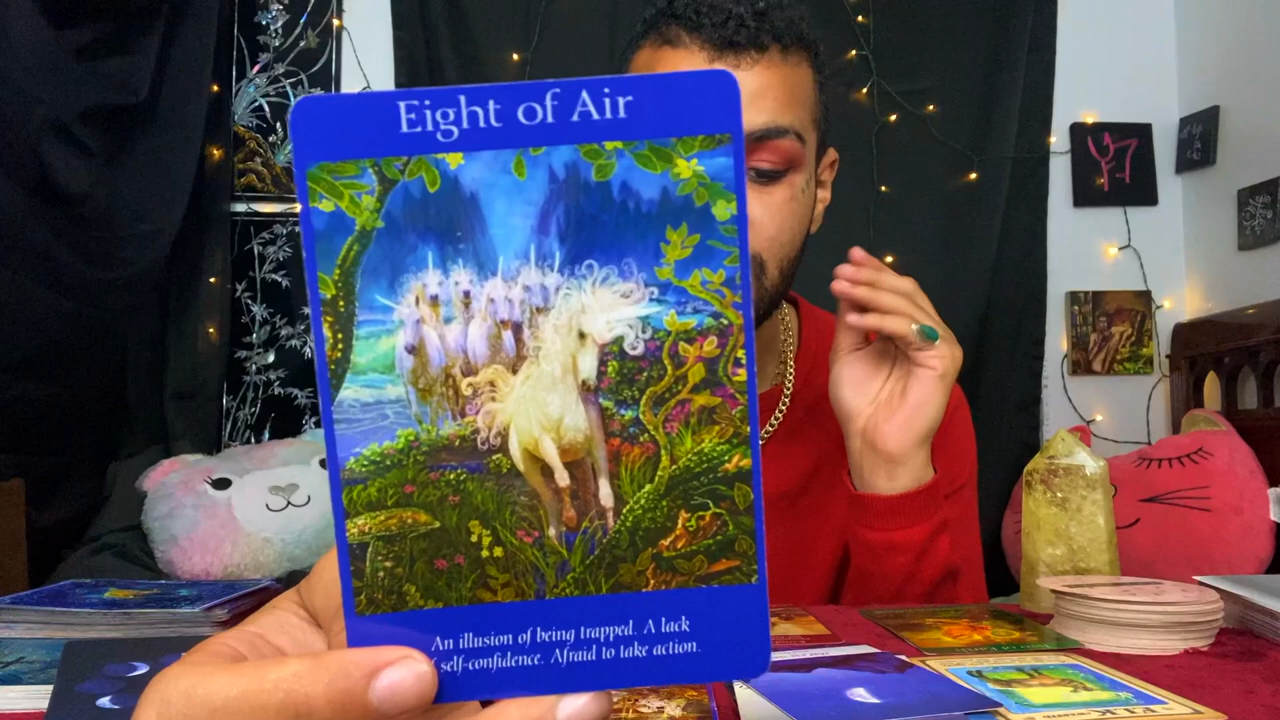 Eight of Air
An illusion of being trapped. A lack
self-confidence. Afraid to take action.